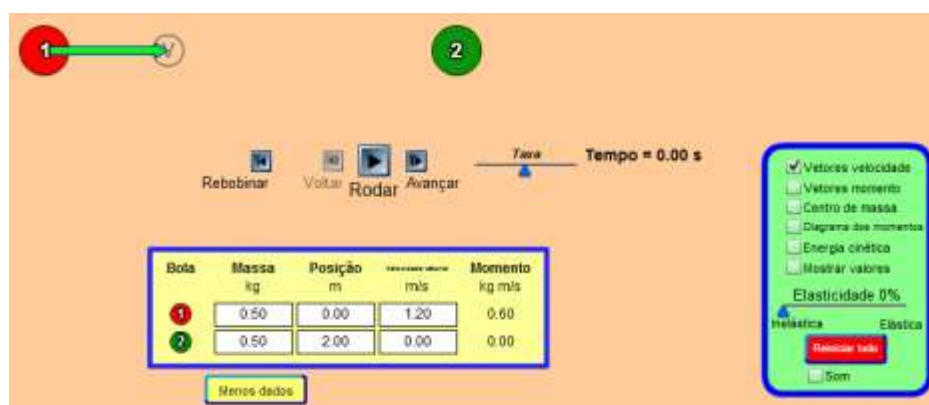 1
V
2
Taxa
Tempo = 0.00 s
Rebobinar
Voltar
Rodar
Avançar
Vetores velocidade
Vetores momento
Centro de massa
Diagrama dos momentos
Energia cinética
Mostrar valores
Elasticidade 0%
Inelástica Elástica
Reiniciar tudo
Som
Bola Massa Posição Momento
kg m m/s kg m/s
1 0.50 0.00 1.20 0.60
2 0.50 2.00 0.00 0.00
Menos dados